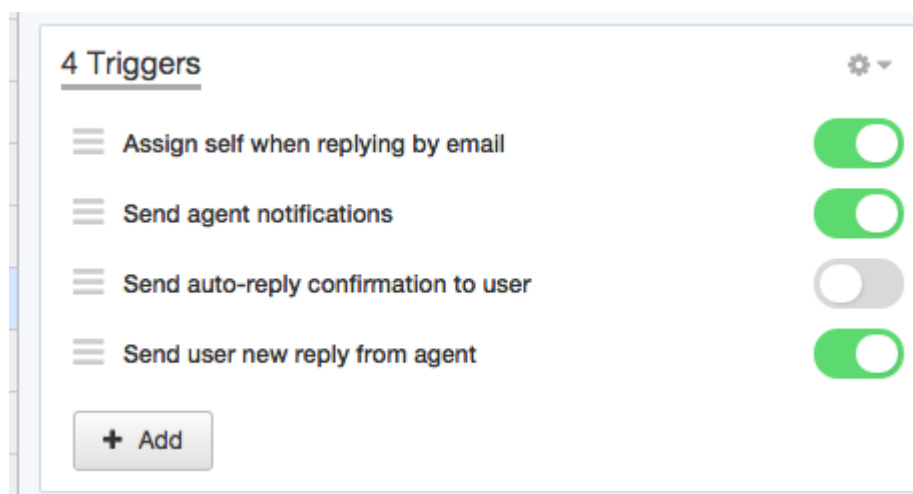 4 Triggers
Assign self when replying by email
Send agent notifications
Send auto-reply confirmation to user
Send user new reply from agent
+ Add